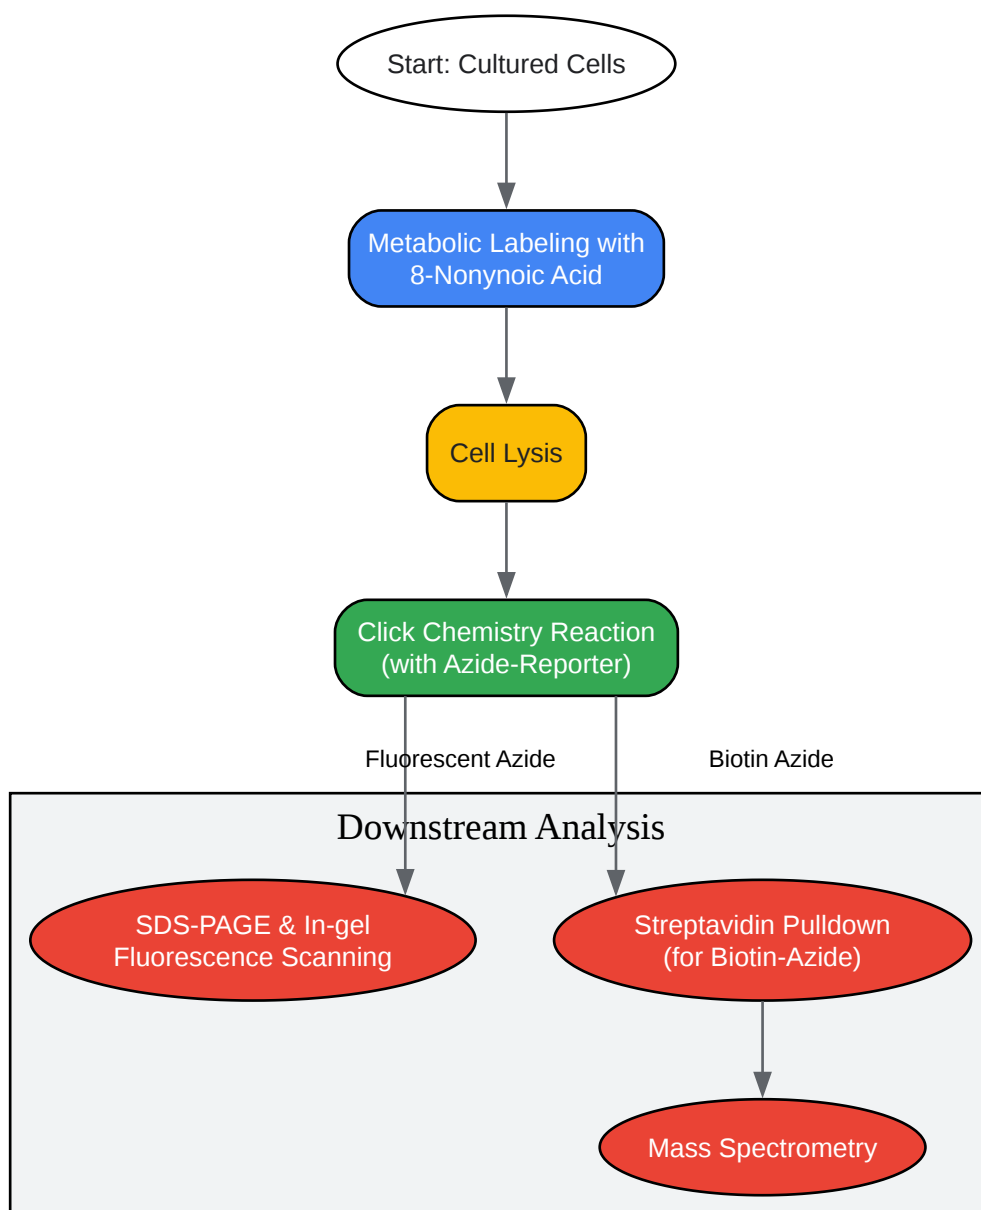 Start: Cultured Cells
Metabolic Labeling with
8-Nonynoic Acid
Cell Lysis
Click Chemistry Reaction
(with Azide-Reporter)
Fluorescent Azide
Biotin Azide
Downstream Analysis
SDS-PAGE & In-gel
Fluorescence Scanning
Streptavidin Pulldown
(for Biotin-Azide)
Mass Spectrometry